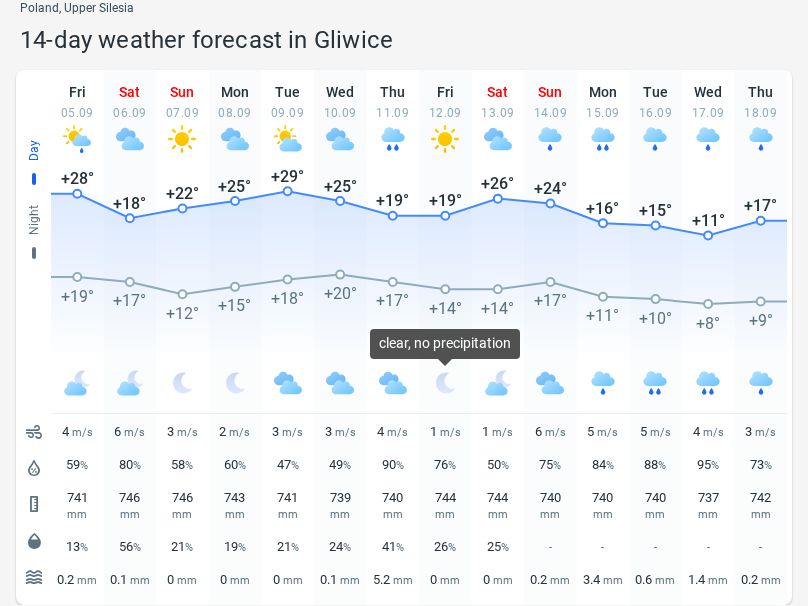 Poland, Upper Silesia
14-day weather forecast in Gliwice
Fri Sat Sun Mon Tue Wed Thu Fri Sat Sun Mon Tue Wed Thu
05.09 06.09 07.09 08.09 09.09 10.09 11.09 12.09 13.09 14.09 15.09 16.09 17.09 18.09
Day
+28° +18° +22° +25° +29° +25° +19° +19° +26° +24° +16° +15° +11° +17°
Night
+19° +17° +12° +15° +18° +20° +17° +14° +14° +17° +11° +10° +8° +9°
clear, no precipitation
4 m/s 6 m/s 3 m/s 2 m/s 3 m/s 3 m/s 4 m/s 1 m/s 1 m/s 6 m/s 5 m/s 5 m/s 4 m/s 3 m/s
59% 80% 58% 60% 47% 49% 90% 76% 50% 75% 84% 88% 95% 73%
741 746 746 743 741 739 740 744 744 740 740 740 737 742
mm mm mm mm mm mm mm mm mm mm mm mm mm mm
13% 56% 21% 19% 21% 24% 41% 26% 25% - - - - -
0.2 mm 0.1 mm 0 mm 0 mm 0 mm 0.1 mm 5.2 mm 0 mm 0 mm 0.2 mm 3.4 mm 0.6 mm 1.4 mm 0.2 mm